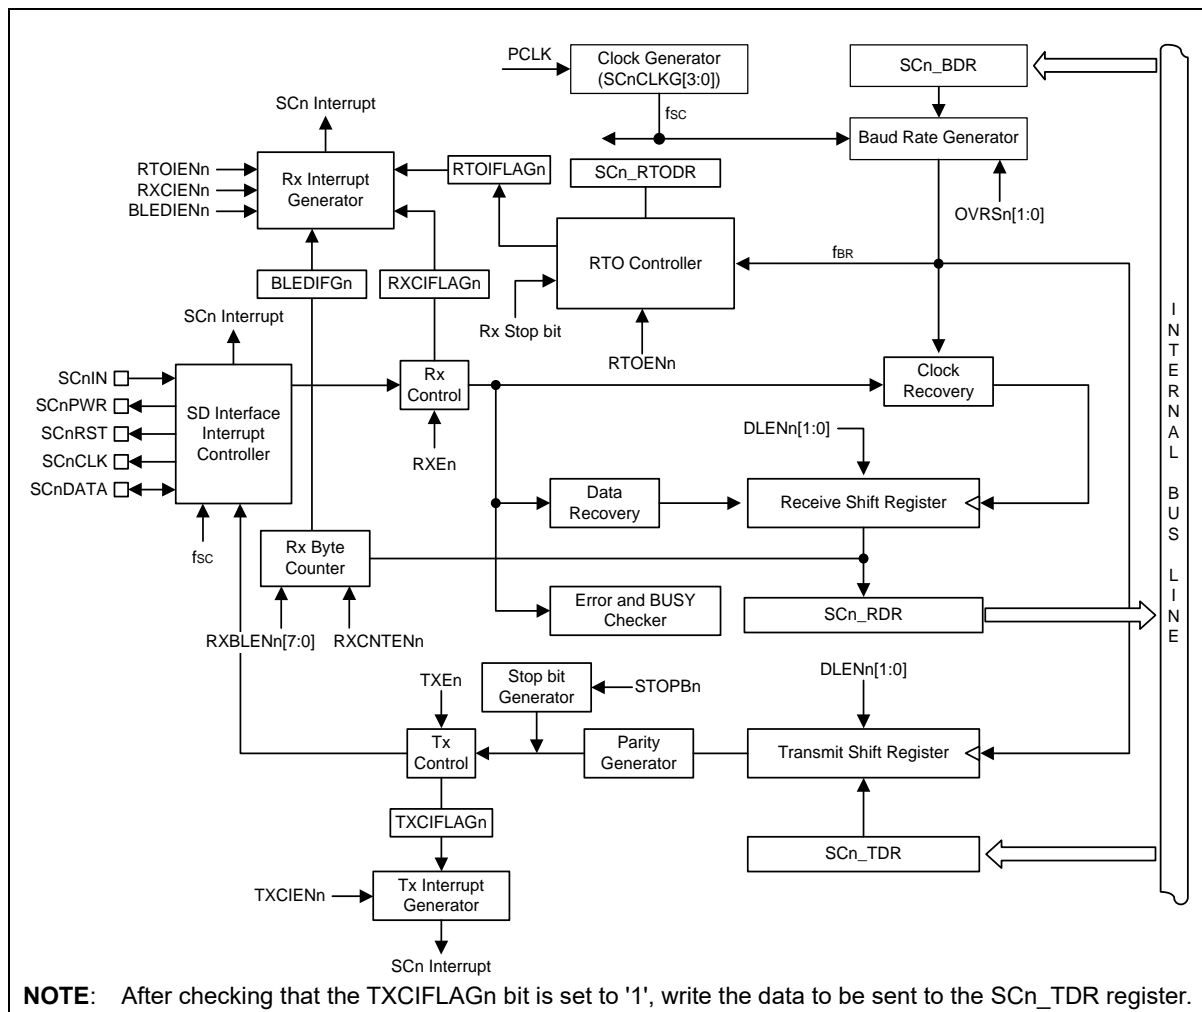 PCLK
Clock Generator
(SCnCLKG[3:0])
SCn_BDR
SCn Interrupt
fSC
Baud Rate Generator
RTOIENn
RXCIENn
BLEDIENn
Rx Interrupt
Generator
RTOIFLAGn
SCn_RTODR
OVRSn[1:0]
RTO Controller
fBR
BLEDIFGn
RXCIFLAGn
Rx Stop bit
RTOENn
SCn Interrupt
SCnIN
SCnPWR
SCnRST
SCnCLK
SCnDATA
SD Interface
Interrupt
Controller
Rx
Control
RXEn
Clock
Recovery
DLENn[1:0]
Data
Recovery
Receive Shift Register
fSC
Rx Byte
Counter
RXBLENn[7:0]
RXCNTENn
Error and BUSY
Checker
SCn_RDR
INTERNAL BUS LINE
TXEn
Stop bit
Generator
STOPBn
DLENn[1:0]
Tx
Control
Parity
Generator
Transmit Shift Register
TXCIFLAGn
SCn_TDR
TXCIENn
Tx Interrupt
Generator
SCn Interrupt
NOTE: After checking that the TXCIFLAGn bit is set to '1', write the data to be sent to the SCn_TDR register.